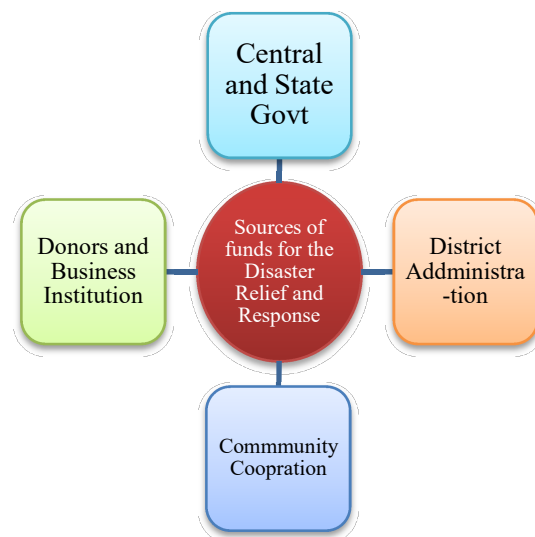 Central
and State
Govt
Donors and
Business
Institution
Sources of
funds for the
Disaster
Relief and
Response
District
Addministra
-tion
Commmunity
Coopration